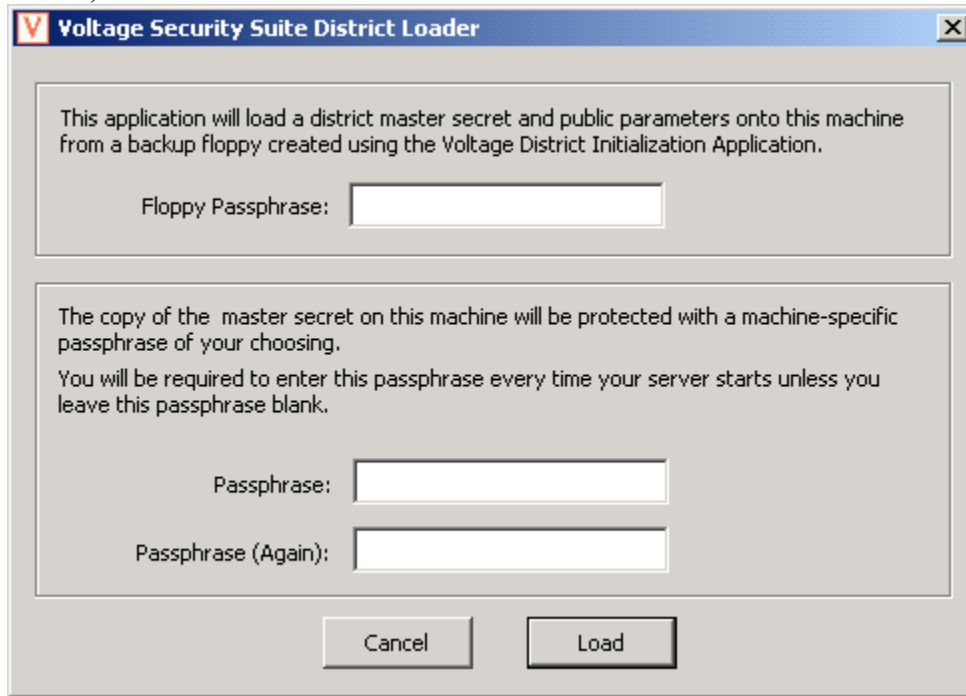 V Voltage Security Suite District Loader
This application will load a district master secret and public parameters onto this machine
from a backup floppy created using the Voltage District Initialization Application.
Floppy Passphrase:
The copy of the  master secret on this machine will be protected with a machine-specific
passphrase of your choosing.
You will be required to enter this passphrase every time your server starts unless you
leave this passphrase blank.
Passphrase:
Passphrase (Again):
Cancel Load